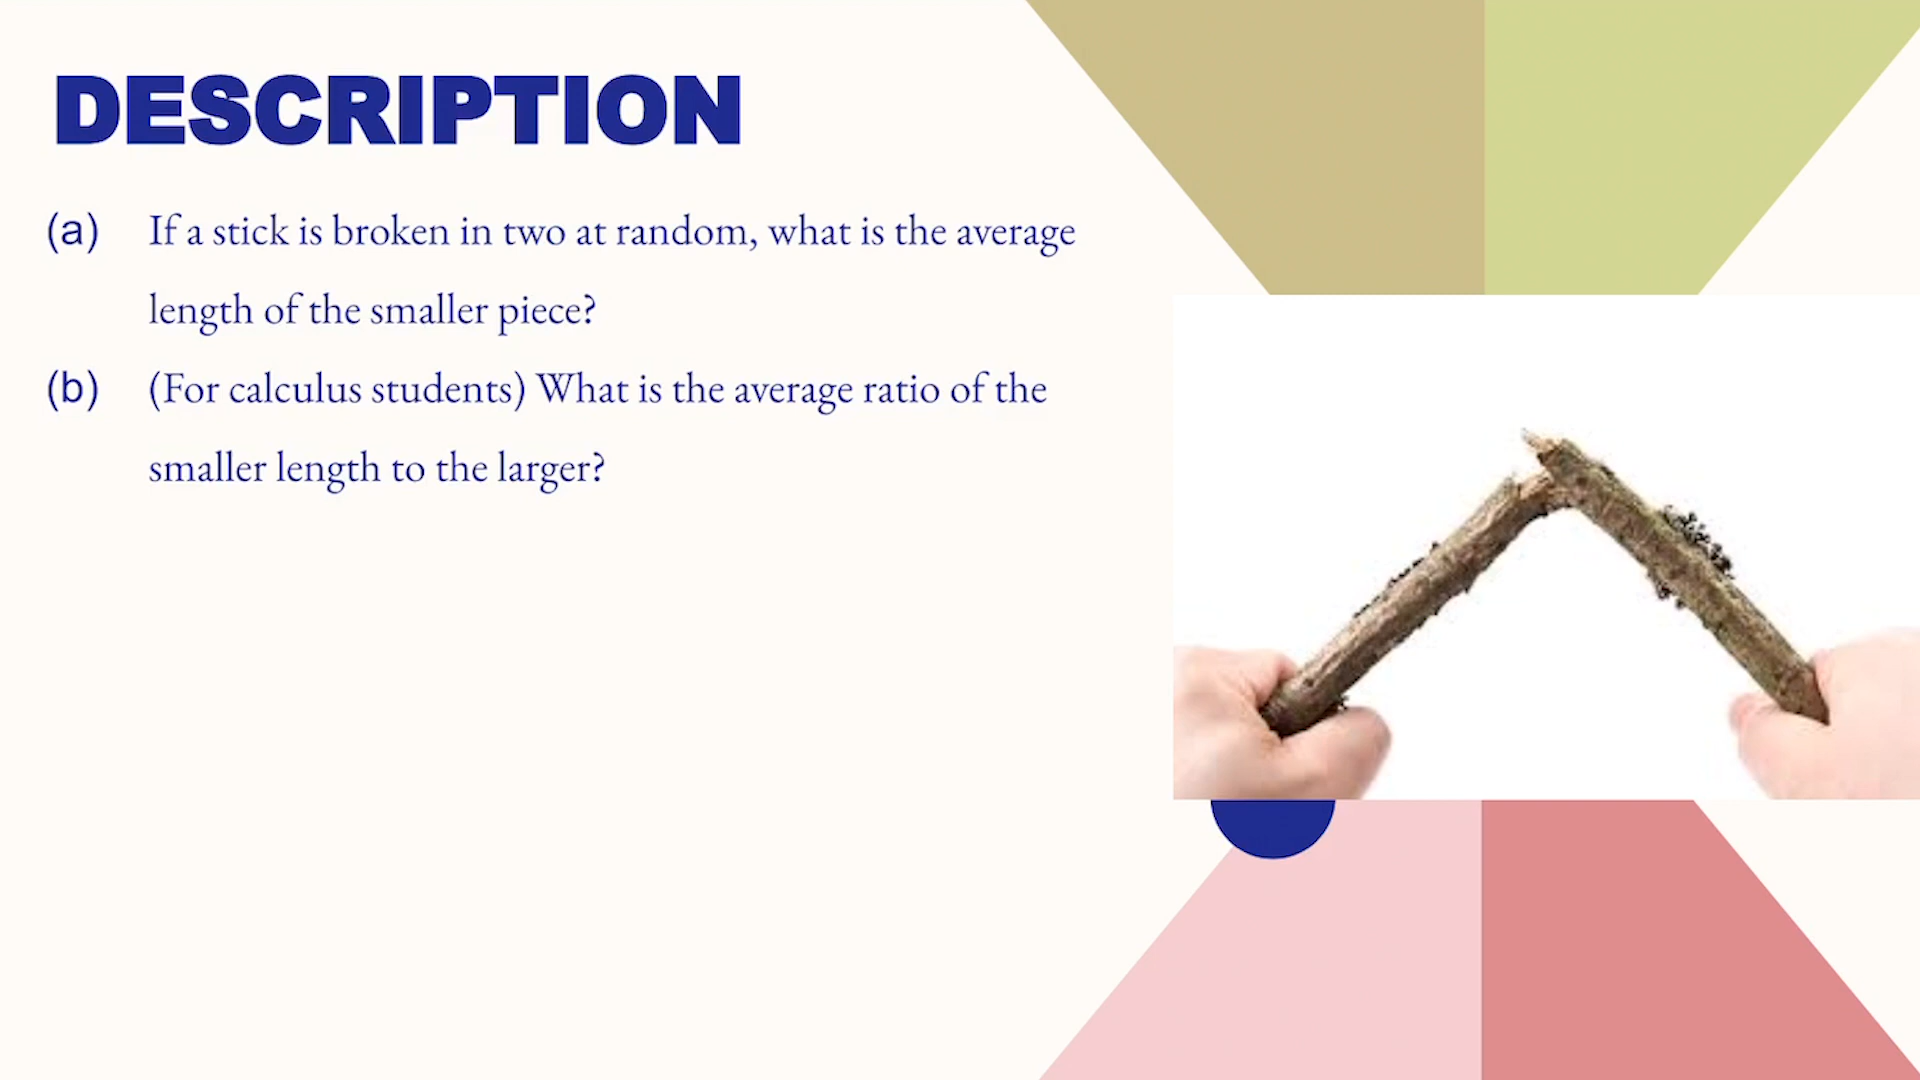 DESCRIPTION
(a) If a stick is broken in two at random, what is the average
length of the smaller piece?
(b) (For calculus students) What is the average ratio of the
smaller length to the larger?